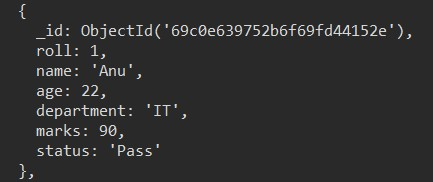 {
_id: ObjectId('69c0e639752b6f69fd44152e'),
roll: 1,
name: 'Anu',
age: 22,
department: 'IT',
marks: 90,
status: 'Pass'
},